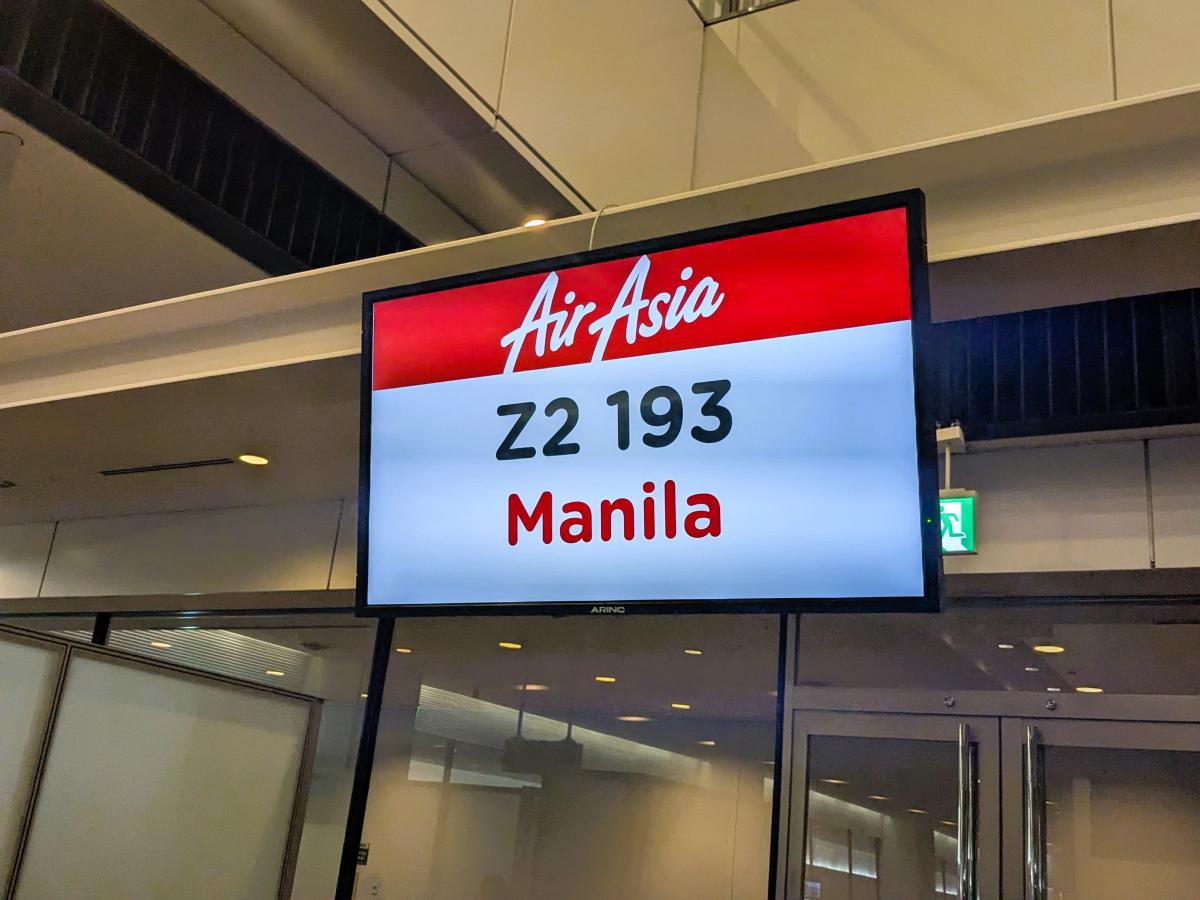 AirAsia
Z2 193
Manila
ARINC